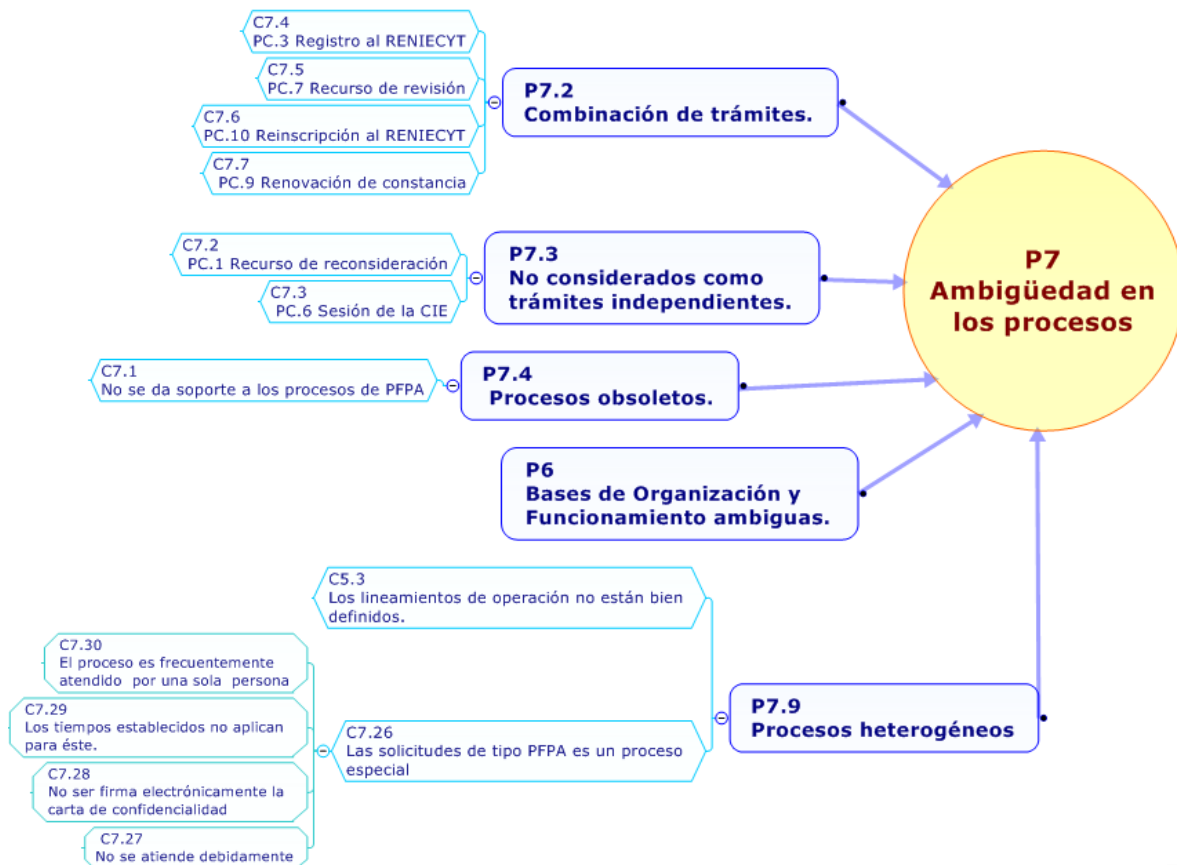 C7.4
PC.3 Registro al RENIECYT
C7.5
PC.7 Recurso de revisión
C7.6
PC.10 Reinscripción al RENIECYT
C7.7
PC.9 Renovación de constancia
P7.2
Combinación de trámites.
C7.2
PC.1 Recurso de reconsideración
C7.3
PC.6 Sesión de la CIE
P7.3
No considerados como
trámites independientes.
C7.1
No se da soporte a los procesos de PFPA
P7.4
Procesos obsoletos.
P6
Bases de Organización y
Funcionamiento ambiguas.
P7
Ambigüedad en
los procesos
C5.3
Los lineamientos de operación no están bien
definidos.
C7.30
El proceso es frecuentemente
atendido por una sola persona
C7.29
Los tiempos establecidos no aplican
para éste.
C7.28
No ser firma electrónicamente la
carta de confidencialidad
C7.27
No se atiende debidamente
C7.26
Las solicitudes de tipo PFPA es un proceso
especial
P7.9
Procesos heterogéneos